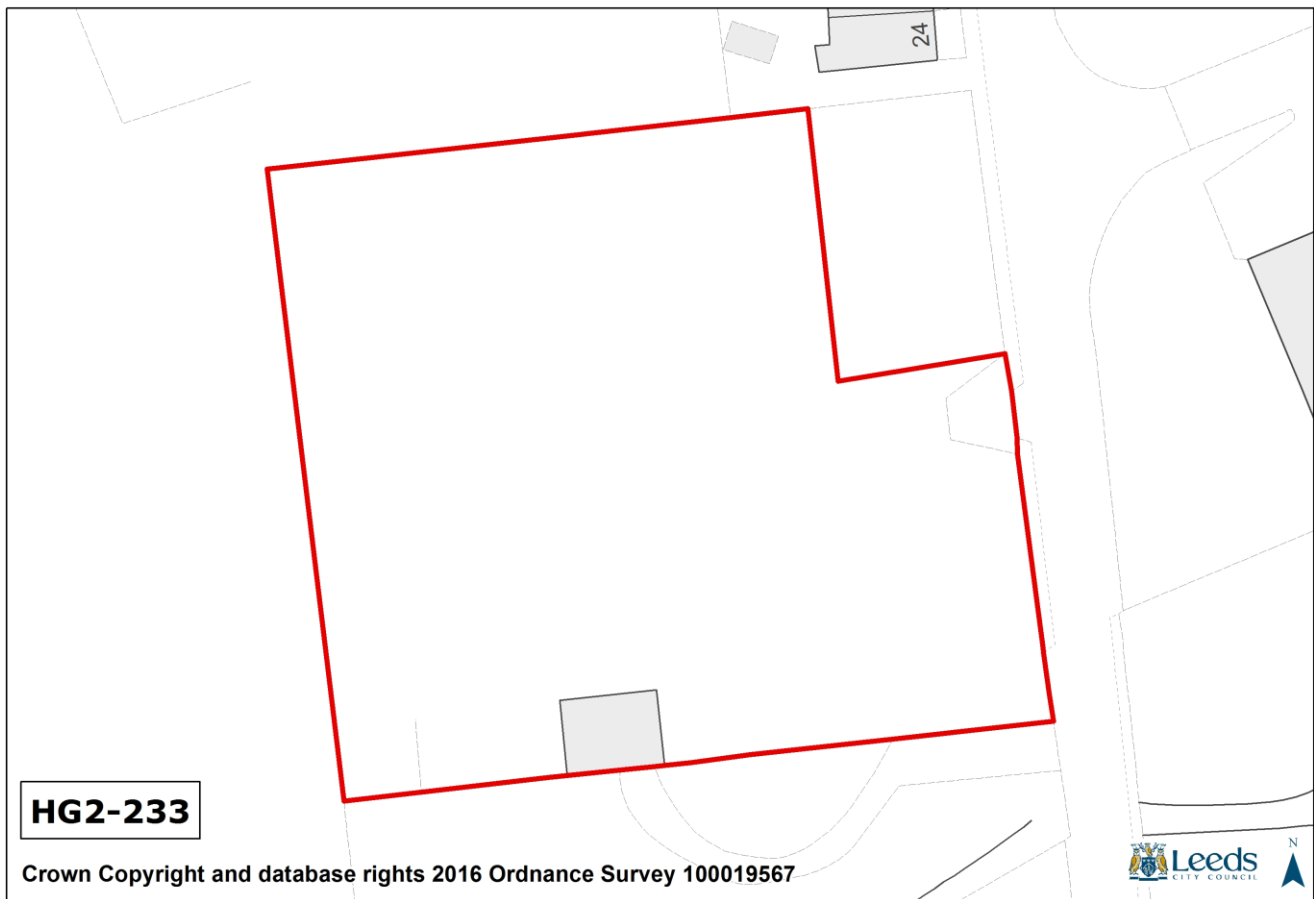 24
HG2-233
Crown Copyright and database rights 2016 Ordnance Survey 100019567
Leeds
CITY COUNCIL
N